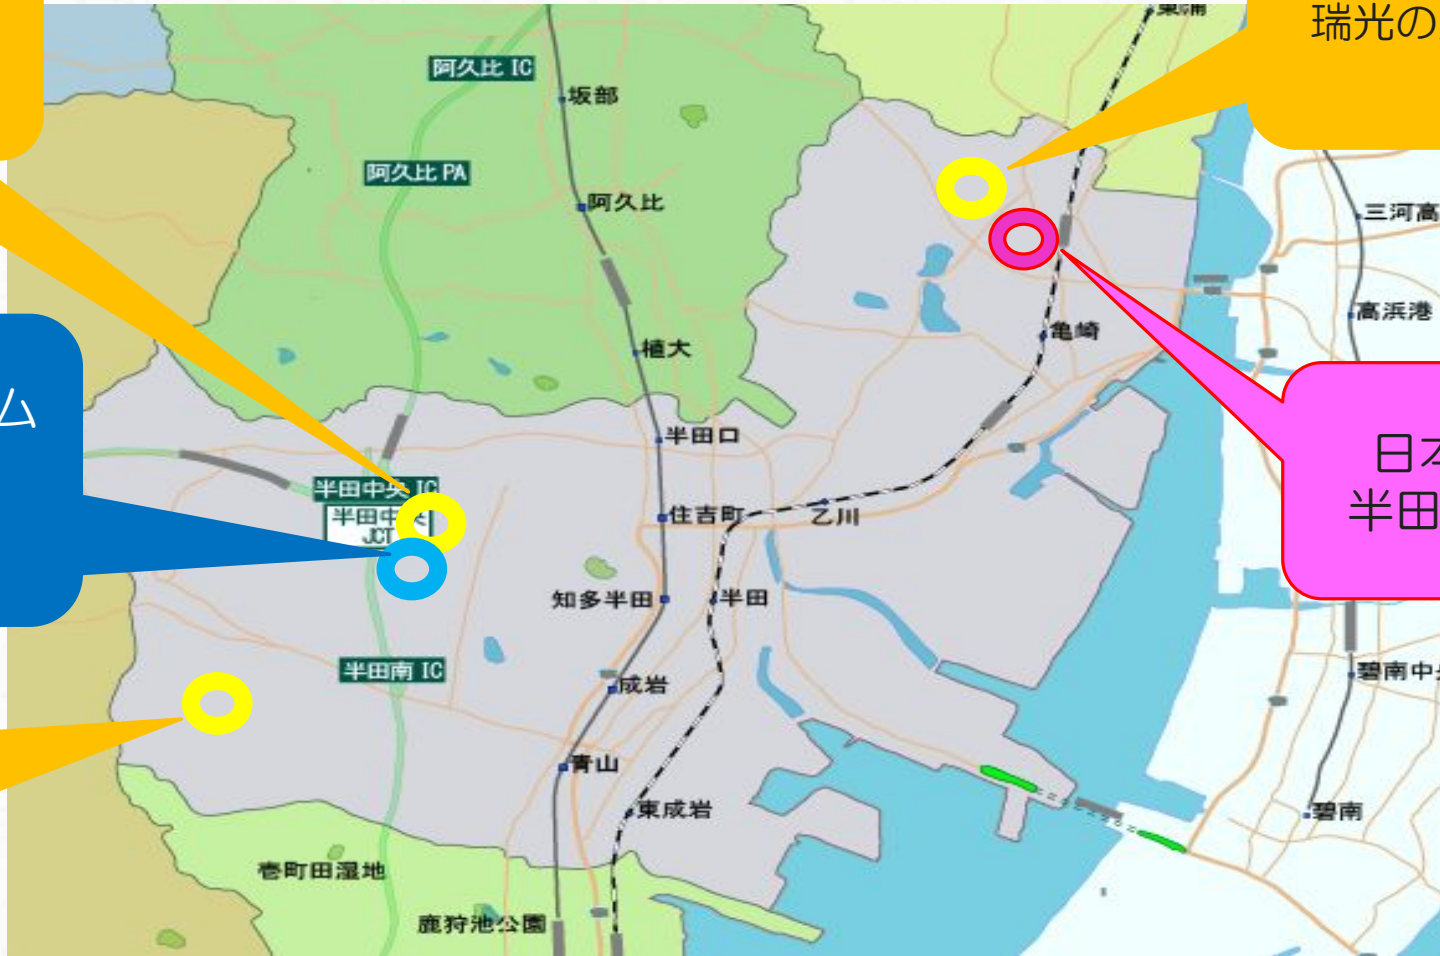 瑞光の
阿久比 IC
坂部
阿久比 PA
阿久比
三河高
高浜港
植大
亀崎
ム
半田口
日本
半田
半田中央 IC
半田中央
JCT
住吉町
乙川
知多半田
半田
半田南 IC
成岩
碧南中央
青山
東成岩
碧南
壱町田湿地
鹿狩池公園